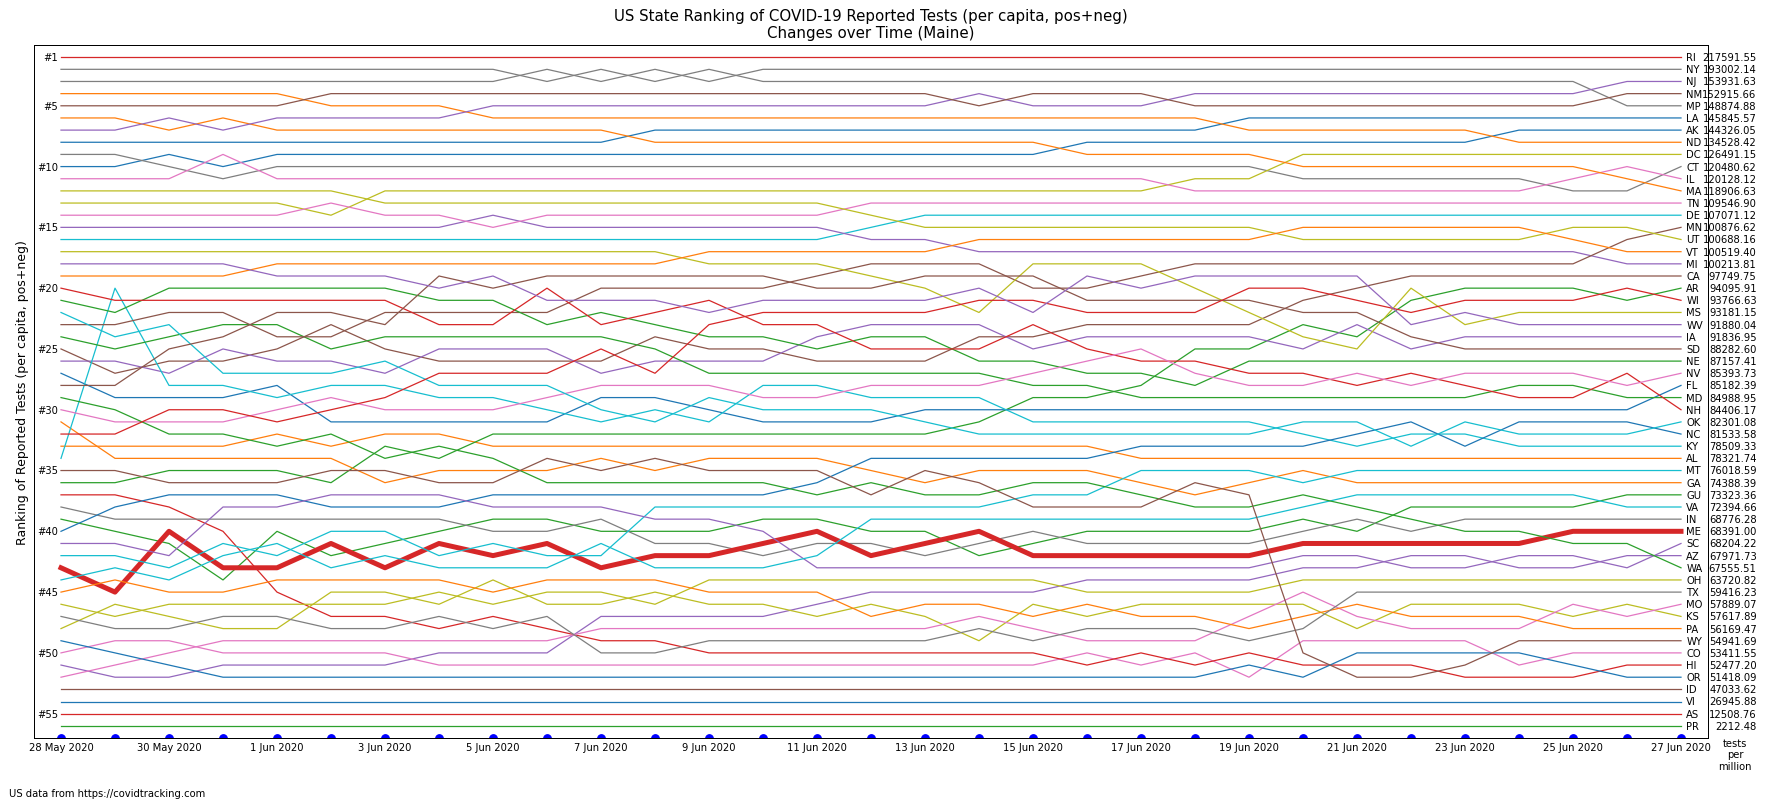 US State Ranking of COVID-19 Reported Tests (per capita, pos+neg)
Changes over Time (Maine)
Ranking of Reported Tests (per capita, pos+neg)
#1
#5
#10
#15
#20
#25
#30
#35
#40
#45
#50
#55
RI 217591.55
NY 193002.14
NJ 153931.63
NM 152915.66
MP 148874.88
LA 145845.57
AK 144326.05
ND 134528.42
DC 126491.15
CT 120480.62
IL 120128.12
MA 118906.63
TN 109546.90
DE 107071.12
MN 100876.62
UT 100688.16
VT 100519.40
MI 100213.81
CA 97749.75
AR 94095.91
WI 93766.63
MS 93181.15
WV 91880.04
IA 91836.95
SD 88282.60
NE 87157.41
NV 85393.73
FL 85182.39
MD 84988.95
NH 84406.17
OK 82301.08
NC 81533.58
KY 78509.33
AL 78321.74
MT 76018.59
GA 74388.39
GU 73323.36
VA 72394.66
IN 68776.28
ME 68391.00
SC 68204.22
AZ 67971.73
WA 67555.51
OH 63720.82
TX 59416.23
MO 57889.07
KS 57617.89
PA 56169.47
WY 54941.69
CO 53411.55
HI 52477.20
OR 51418.09
ID 47033.62
VI 26945.88
AS 12508.76
PR 2212.48
28 May 2020 30 May 2020 1 Jun 2020 3 Jun 2020 5 Jun 2020 7 Jun 2020 9 Jun 2020 11 Jun 2020 13 Jun 2020 15 Jun 2020 17 Jun 2020 19 Jun 2020 21 Jun 2020 23 Jun 2020 25 Jun 2020 27 Jun 2020
tests
per
million
US data from https://covidtracking.com